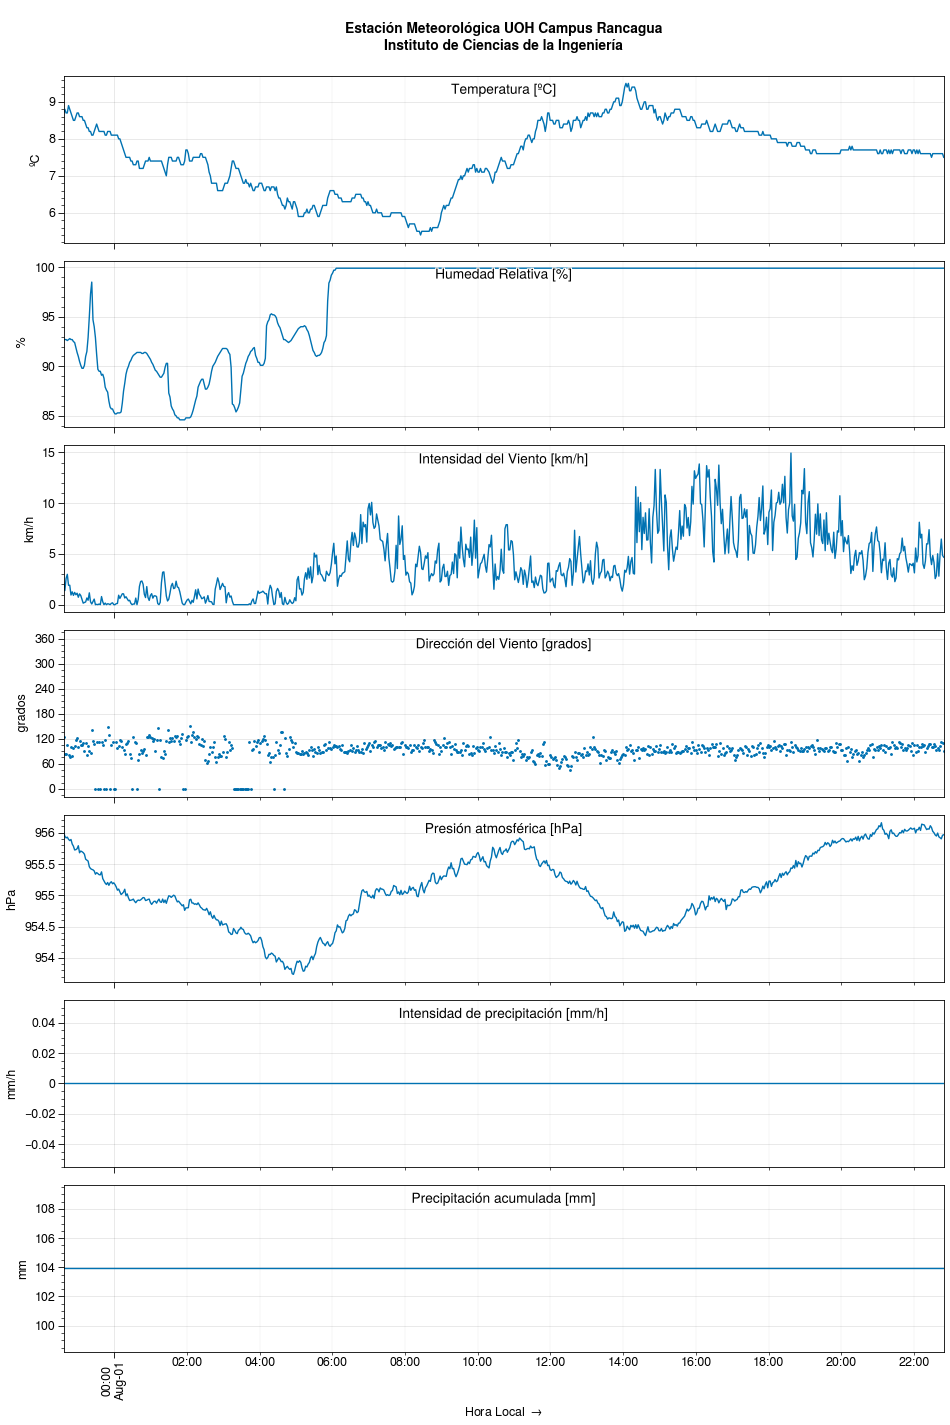 Estación Meteorológica UOH Campus Rancagua
Instituto de Ciencias de la Ingeniería
Temperatura [ºC]
9
8
7
6
ºC
Humedad Relativa [%]
100
95
90
85
%
Intensidad del Viento [km/h]
15
10
5
0
km/h
Dirección del Viento [grados]
360
300
240
180
120
60
0
grados
Presión atmosférica [hPa]
956
955.5
955
954.5
954
hPa
Intensidad de precipitación [mm/h]
0.04
0.02
0
−0.02
−0.04
mm/h
Precipitación acumulada [mm]
108
106
104
102
100
mm
00:00
Aug-01
02:00
04:00
06:00
08:00
10:00
12:00
14:00
16:00
18:00
20:00
22:00
Hora Local →